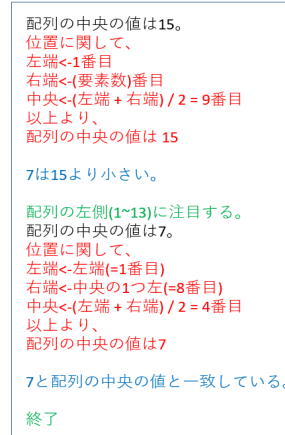 配列の中央の値は15。
位置に関して、
左端<-1番目
右端<-(要素数)番目
中央<-(左端 + 右端) / 2 = 9番目
以上より、
配列の中央の値は 15
7は15より小さい。
配列の左側(1~13)に注目する。
配列の中央の値は7。
位置に関して、
左端<-左端(=1番目)
右端<-中央の1つ左(=8番目)
中央<-(左端 + 右端) / 2 = 4番目
以上より、
配列の中央の値は7
7と配列の中央の値と一致している。
終了